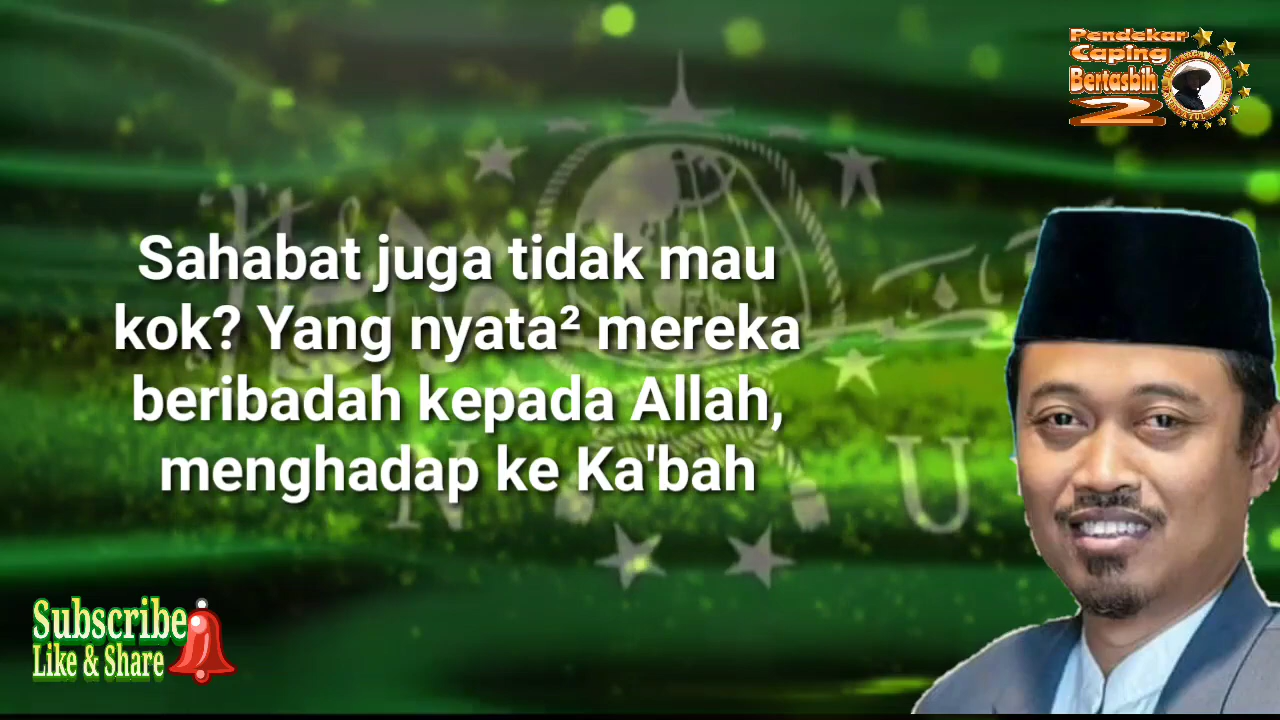 Pendekar
Caping
Bertasbih
2
Sahabat juga tidak mau
kok? Yang nyata² mereka
beribadah kepada Allah,
menghadap ke Ka'bah
N U
Subscribe
Like & Share